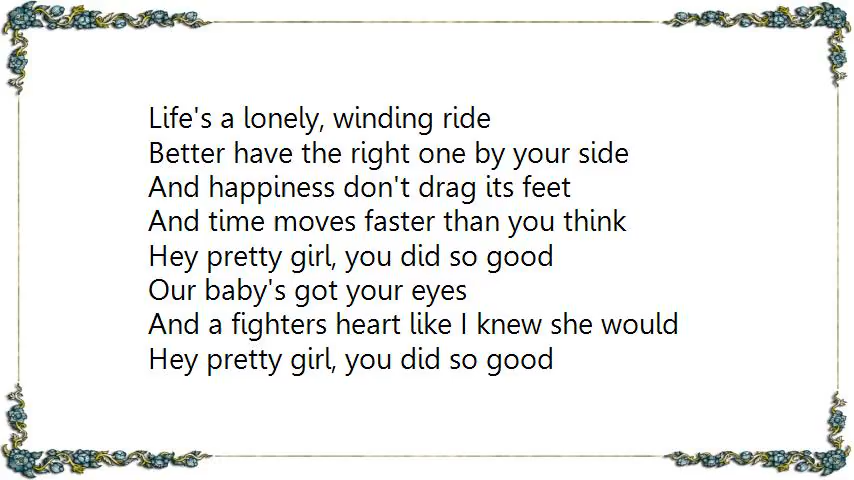 Life's a lonely, winding ride
Better have the right one by your side
And happiness don't drag its feet
And time moves faster than you think
Hey pretty girl, you did so good
Our baby's got your eyes
And a fighters heart like I knew she would
Hey pretty girl, you did so good